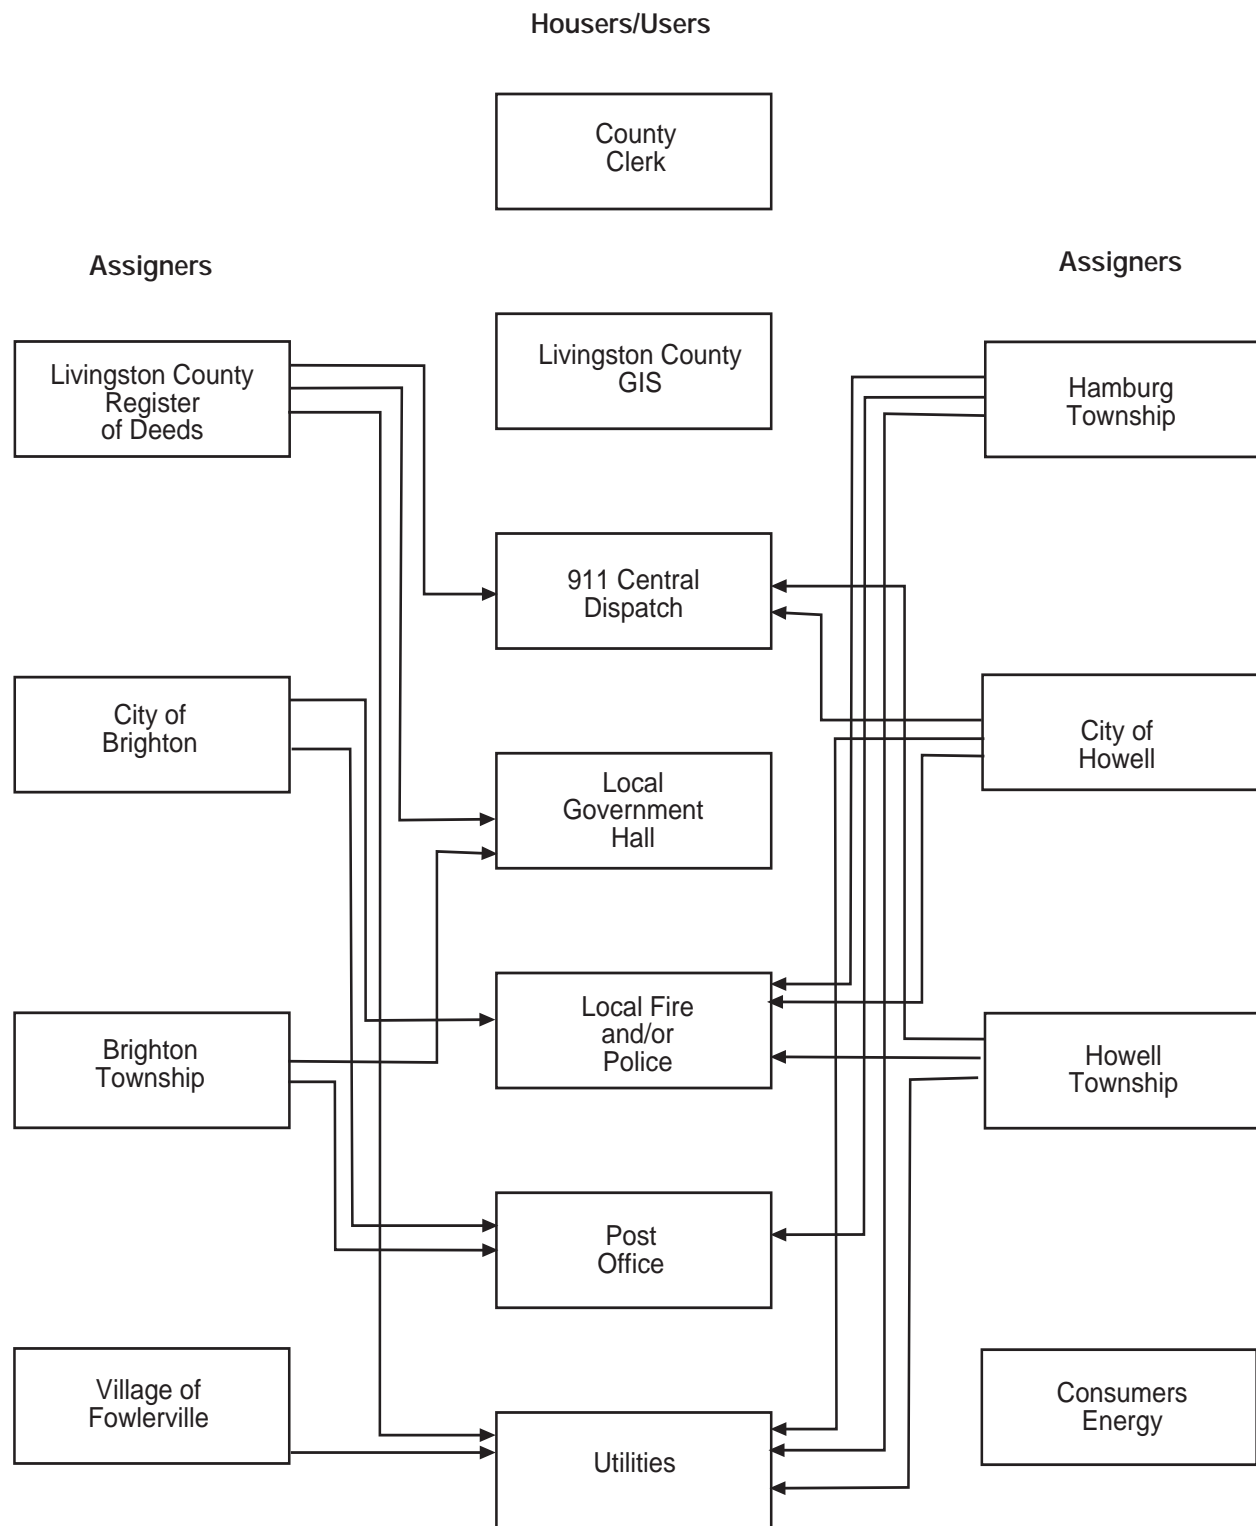 Housers/Users
County
Clerk
Assigners
Assigners
Livingston County
Register
of Deeds
Livingston County
GIS
Hamburg
Township
911 Central
Dispatch
City of
Brighton
City of
Howell
Local
Government
Hall
Brighton
Township
Local Fire
and/or
Police
Howell
Township
Post
Office
Village of
Fowlerville
Consumers
Energy
Utilities